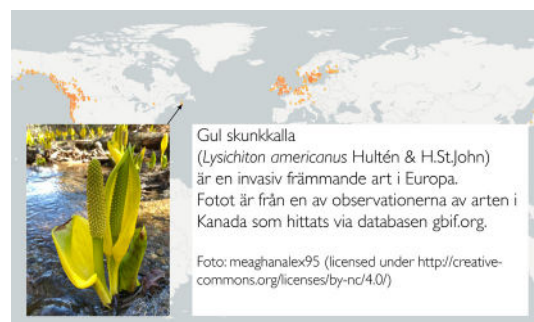 Gul skunkkalla
(Lysichiton americanus Hultén & H.St.John)
är en invasiv främmande art i Europa.
Fotot är från en av observationerna av arten i
Kanada som hittats via databasen gbif.org.
Foto: meaghanalex95 (licensed under http://creative-
commons.org/licenses/by-nc/4.0/)